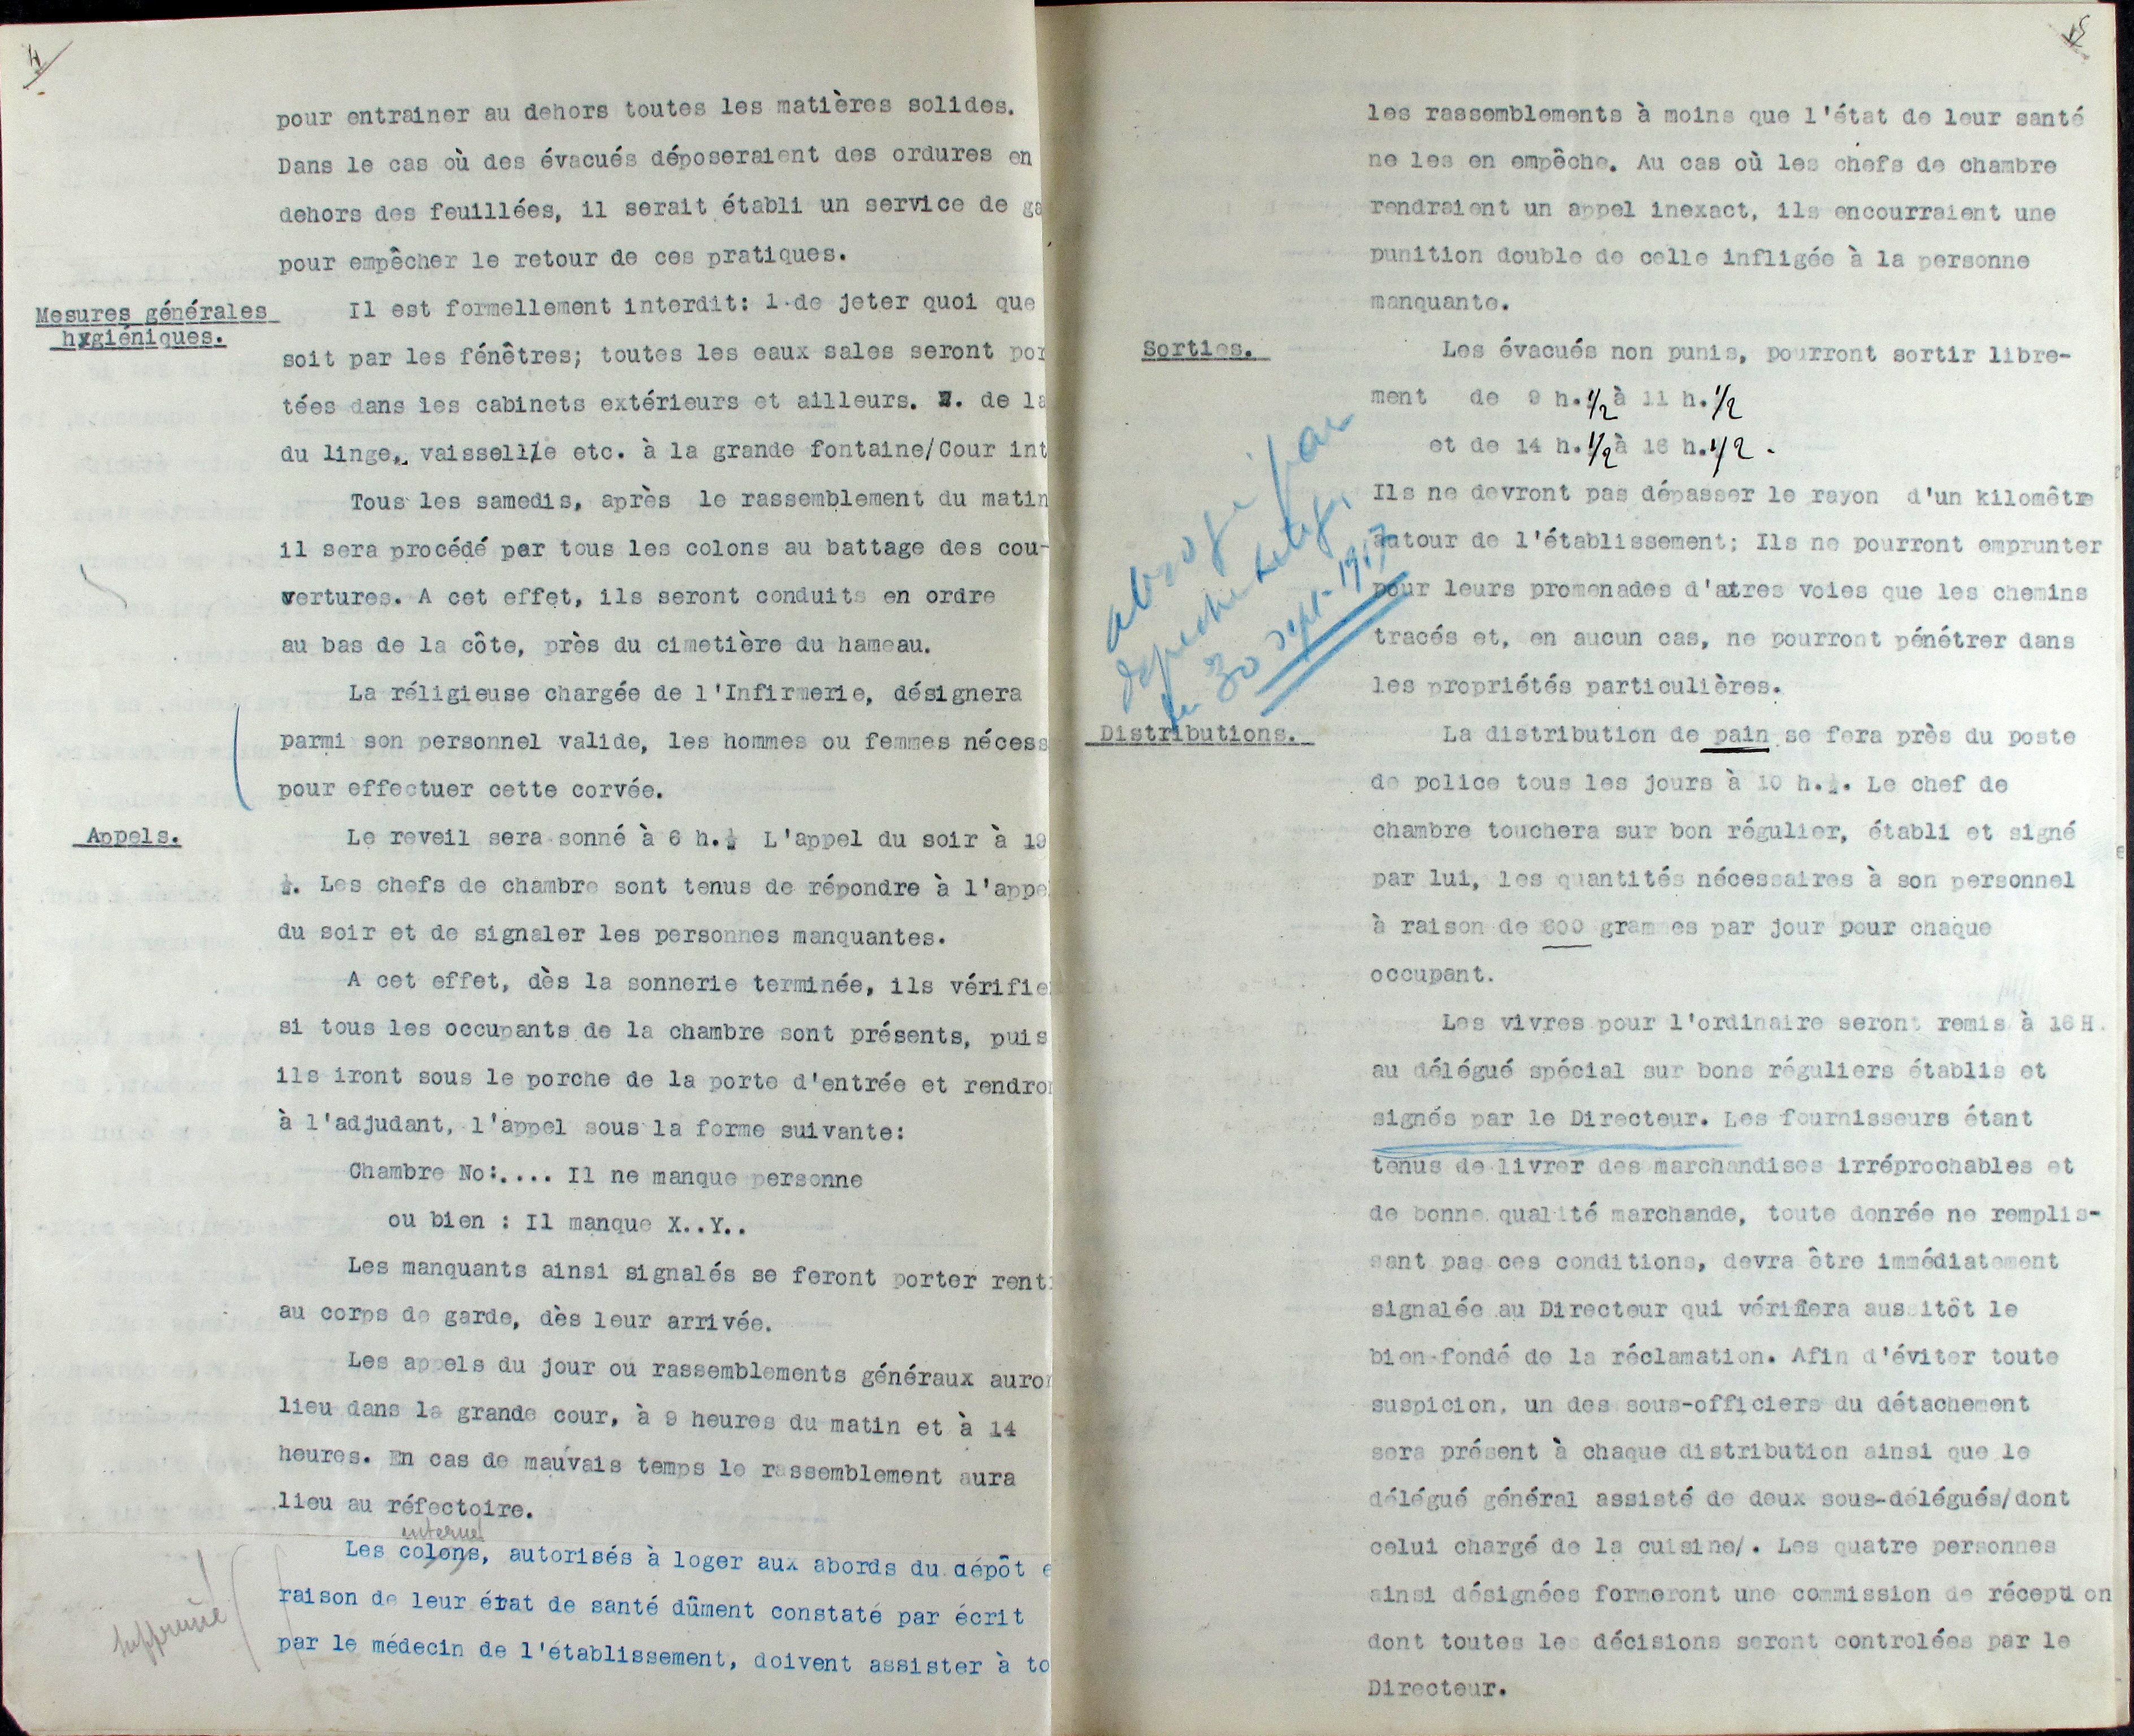 4
pour entrainer au dehors toutes les matières solides.
Dans le cas où des évacués déposeraient des ordures en
dehors des feuillées, il serait établi un service de ga
pour empêcher le retour de ces pratiques.
Mesures générales
hygiéniques.
Il est formellement interdit: 1.de jeter quoi que
soit par les fénêtres; toutes les eaux sales seront por
tées dans les cabinets extérieurs et ailleurs. 2. de la
du linge, vaissellie etc. à la grande fontaine/Cour int
Tous les samedis, après le rassemblement du matin
il sera procédé par tous les colons au battage des cou-
vertures. A cet effet, ils seront conduits en ordre
au bas de la côte, près du cimetière du hameau.
La réligieuse chargée de l'Infirmerie, désignera
parmi son personnel valide, les hommes ou femmes nécess
pour effectuer cette corvée.
Appels.
Le reveil sera sonné à 6 h.½ L'appel du soir à 19
½. Les chefs de chambre sont tenus de répondre à l'appe
du soir et de signaler les personnes manquantes.
A cet effet, dès la sonnerie terminée, ils vérifie
si tous les occupants de la chambre sont présents, puis
ils iront sous le porche de la porte d'entrée et rendro
à l'adjudant, l'appel sous la forme suivante:
Chambre No:.... Il ne manque personne
ou bien : Il manque X..Y..
Les manquants ainsi signalés se feront porter rent
au corps de garde, dès leur arrivée.
Les appels du jour ou rassemblements généraux auro
lieu dans la grande cour, à 9 heures du matin et à 14
heures. En cas de mauvais temps le rassemblement aura
lieu au réfectoire.
internés
Les colons, autorisés à loger aux abords du dépôt e
raison de leur état de santé dûment constaté par écrit
par le médecin de l'établissement, doivent assister à to
supprimé
5
les rassemblements à moins que l'état de leur santé
ne les en empêche. Au cas où les chefs de chambre
rendraient un appel inexact, ils encourraient une
punition double de celle infligée à la personne
manquante.
Sorties.
Les évacués non punis, pourront sortir libre-
ment de 9 h.1/2 à 11 h.1/2
et de 14 h.1/2 à 16 h.1/2.
Ils ne devront pas dépasser le rayon d'un kilomêtre
autour de l'établissement; Ils ne pourront emprunter
pour leurs promenades d'atres voies que les chemins
tracés et, en aucun cas, ne pourront pénétrer dans
les propriétés particulières.
abrogé par
dépêche
du 30 sept. 1917
Distributions.
La distribution de pain se fera près du poste
de police tous les jours à 10 h.½. Le chef de
chambre touchera sur bon régulier, établi et signé
par lui, les quantités nécessaires à son personnel
à raison de 600 grammes par jour pour chaque
occupant.
Les vivres pour l'ordinaire seront remis à 16 H.
au délégué spécial sur bons réguliers établis et
signés par le Directeur. Les fournisseurs étant
tenus de livrer des marchandises irréprochables et
de bonne qualité marchande, toute denrée ne remplis-
sant pas ces conditions, devra être immédiatement
signalée au Directeur qui vérifiera aussitôt le
bien-fondé de la réclamation. Afin d'éviter toute
suspicion, un des sous-officiers du détachement
sera présent à chaque distribution ainsi que le
délégué général assisté de deux sous-délégués/dont
celui chargé de la cuisine/. Les quatre personnes
ainsi désignées formeront une commission de réception
dont toutes les décisions seront controlées par le
Directeur.